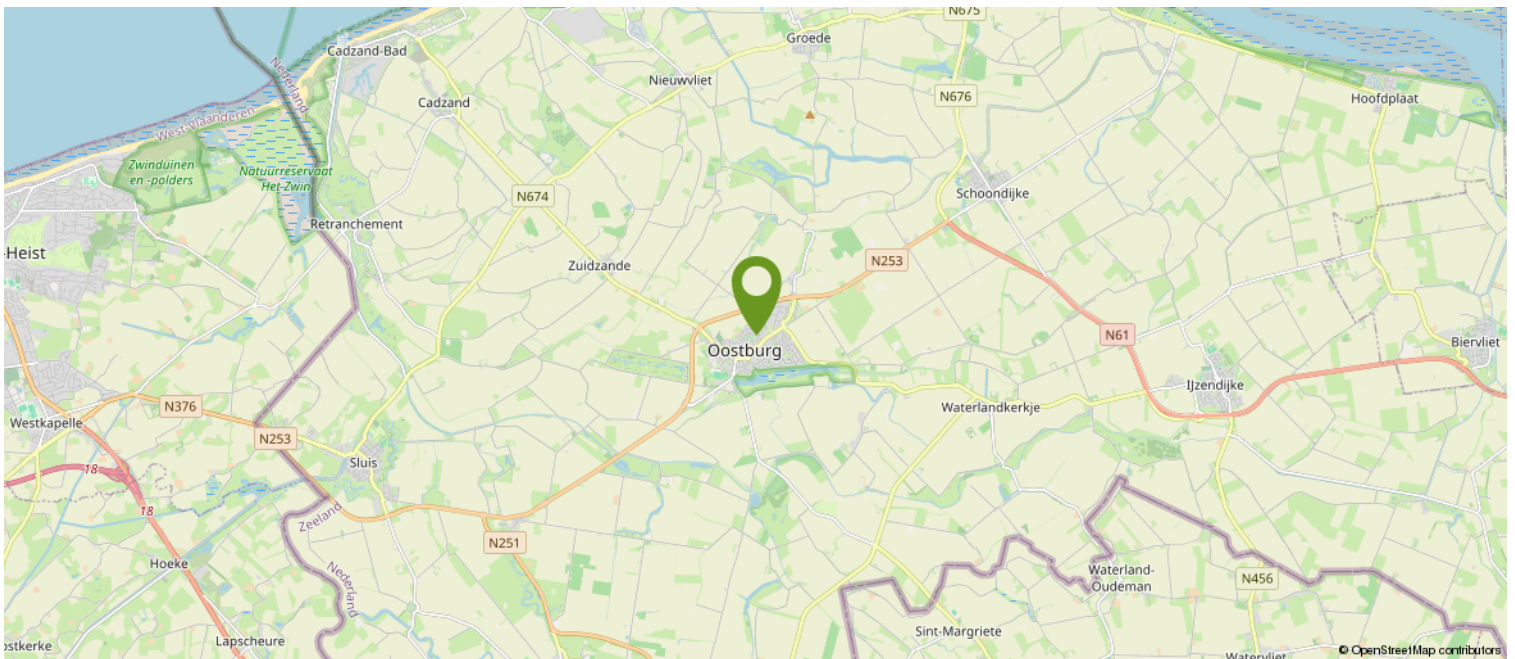 N675
Groede
Cadzand-Bad
Nederland
Nieuwvliet
Cadzand
N676
Hoofdplaat
West-Vlaanderen
Zwinduinen
en -polders
Natuurreservaat
Het Zwin
N674
Schoondijke
Retranchement
-Heist
Zuidzande
N253
N61
Oostburg
Biervliet
IJzendijke
N376
Waterlandkerkje
Westkapelle
N253
Sluis
18
18
Zeeland
N251
Hoeke
Nederland
Waterland-
Oudeman
N456
Sint-Margriete
ostkerke
Lapscheure
Watervliet
© OpenStreetMap contributors